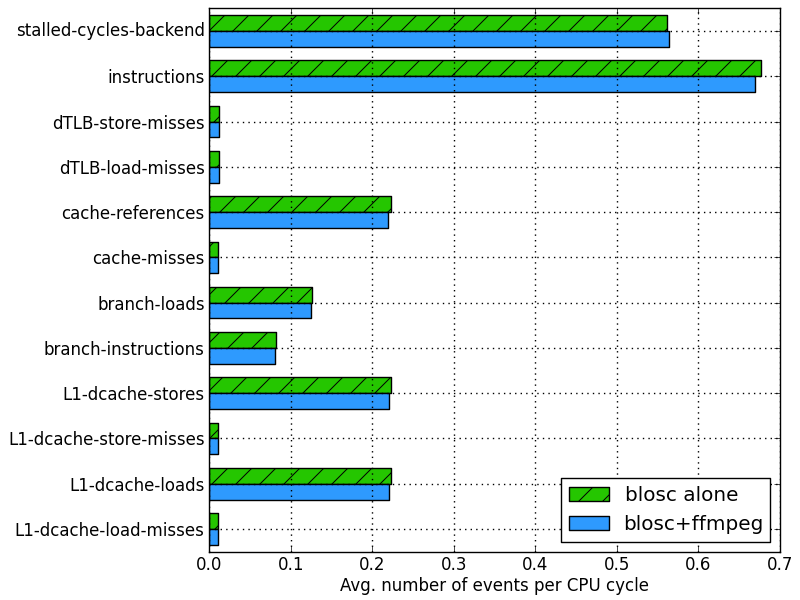 stalled-cycles-backend
instructions
dTLB-store-misses
dTLB-load-misses
cache-references
cache-misses
branch-loads
branch-instructions
L1-dcache-stores
L1-dcache-store-misses
L1-dcache-loads
L1-dcache-load-misses
blosc alone
blosc+ffmpeg
0.0 0.1 0.2 0.3 0.4 0.5 0.6 0.7
Avg. number of events per CPU cycle